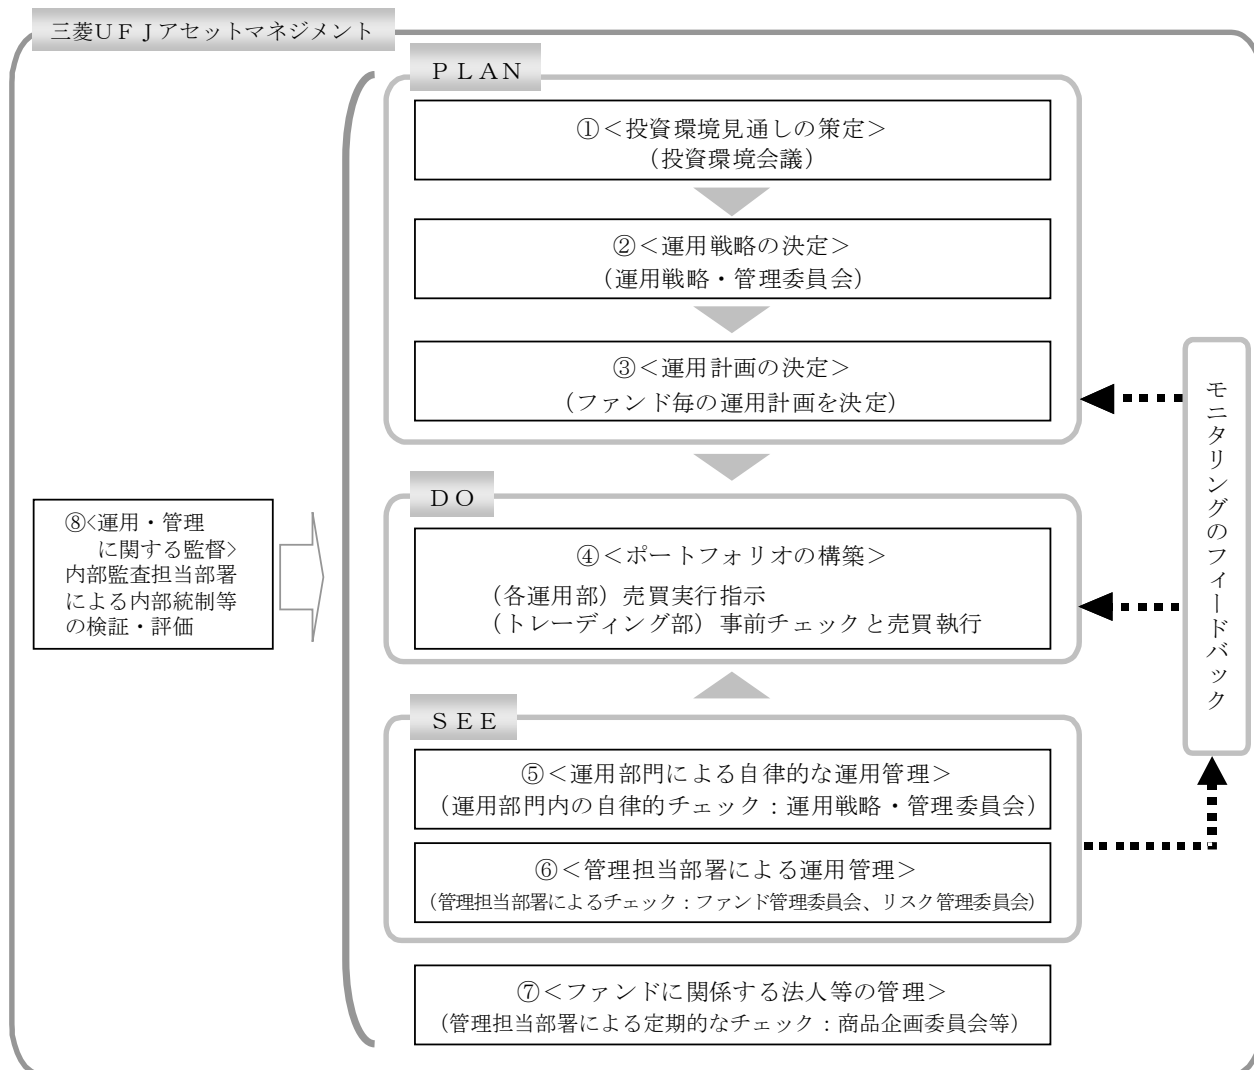 三菱ＵＦＪアセットマネジメント
ＰＬＡＮ
①＜投資環境見通しの策定＞
（投資環境会議）
②＜運用戦略の決定＞
（運用戦略・管理委員会）
③＜運用計画の決定＞
（ファンド毎の運用計画を決定）
ＤＯ
④＜ポートフォリオの構築＞
（各運用部）売買実行指示
（トレーディング部）事前チェックと売買執行
ＳＥＥ
⑤＜運用部門による自律的な運用管理＞
（運用部門内の自律的チェック：運用戦略・管理委員会）
⑥＜管理担当部署による運用管理＞
（管理担当部署によるチェック：ファンド管理委員会、リスク管理委員会）
⑦＜ファンドに関係する法人等の管理＞
（管理担当部署による定期的なチェック：商品企画委員会等）
⑧<運用・管理
に関する監督>
内部監査担当部署
による内部統制等
の検証・評価
モニタリングのフィードバック